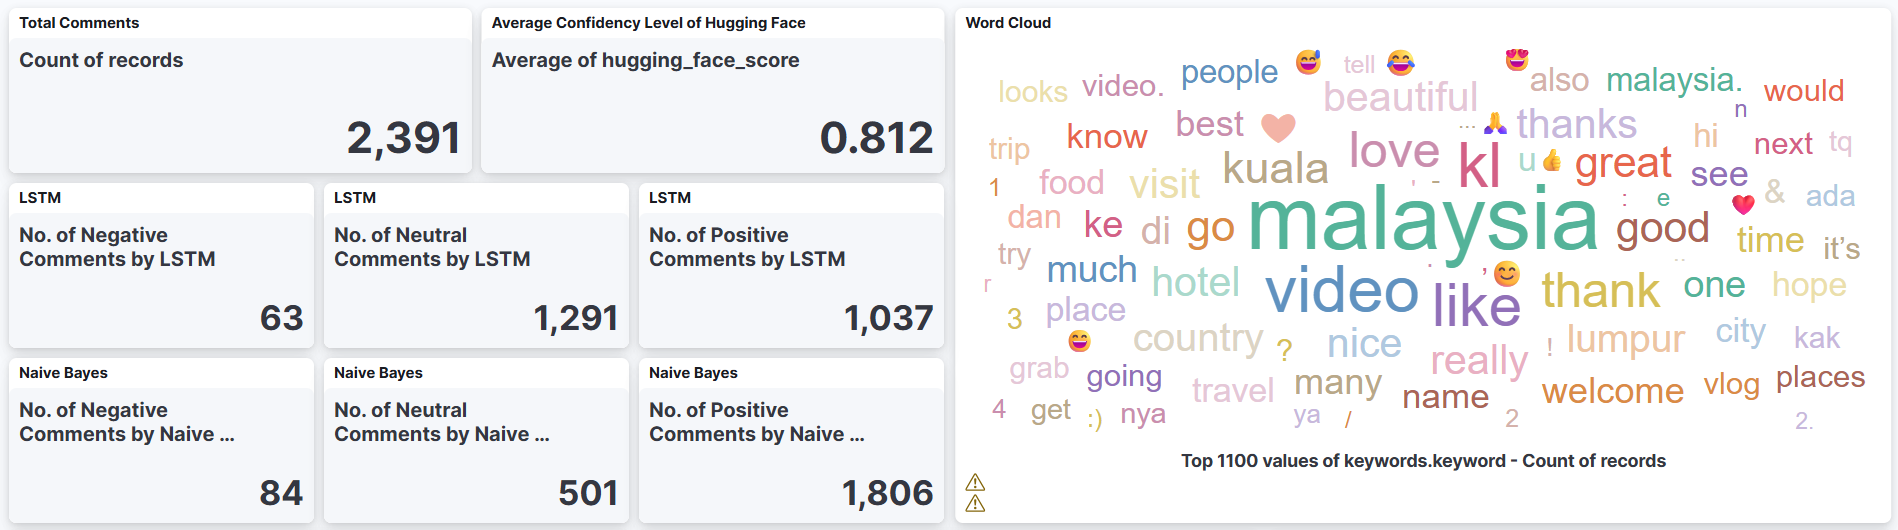 Total Comments
Count of records
2,391
Average Confidency Level of Hugging Face
Average of hugging_face_score
0.812
LSTM
No. of Negative
Comments by LSTM
63
LSTM
No. of Neutral
Comments by LSTM
1,291
LSTM
No. of Positive
Comments by LSTM
1,037
Naive Bayes
No. of Negative
Comments by Naive ...
84
Naive Bayes
No. of Neutral
Comments by Naive ...
501
Naive Bayes
No. of Positive
Comments by Naive ...
1,806
Word Cloud
people 😅 tell 😂 😍
looks video. beautiful also malaysia. would
know best ❤ ... 🙏 thanks n
trip kuala love kl u 👍 great hi next tq
1 food visit ' - see & ada
dan ke di go malaysia : e good ❤️ time it’s
try much hotel video . , 😊 thank one .. hope
r 3 place like
😄 country ? nice really ! lumpur city kak
grab going travel many name welcome vlog places
4 get :) nya ya / 2 2.
Top 1100 values of keywords.keyword - Count of records